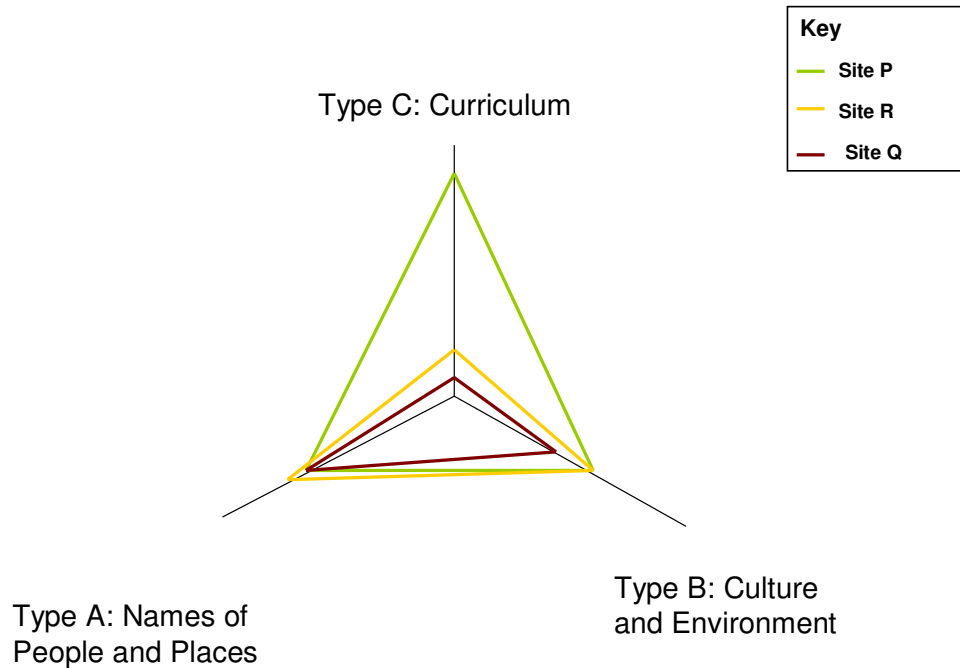 Key
Site P
Site R
Site Q
Type C: Curriculum
Type A: Names of
People and Places
Type B: Culture
and Environment